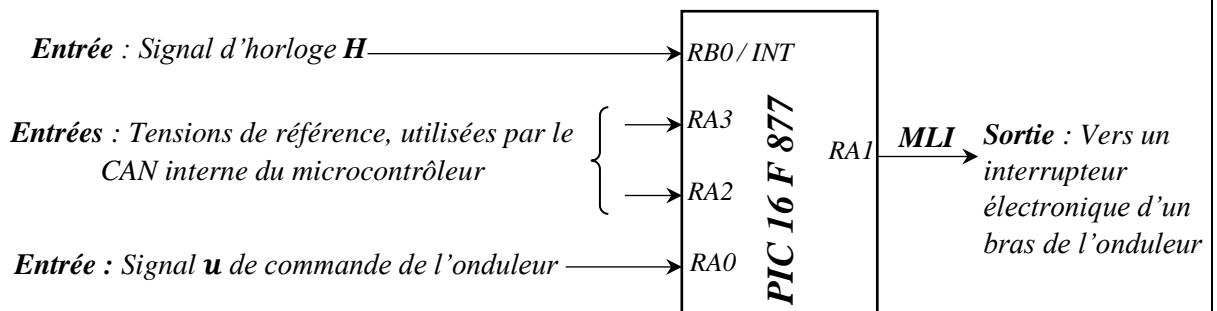 Entrée : Signal d’horloge H
RB0 / INT
Entrées : Tensions de référence, utilisées par le
CAN interne du microcontrôleur
RA3
RA2
Entrée : Signal u de commande de l’onduleur
RA0
PIC 16 F 877
RA1
MLI
Sortie : Vers un
interrupteur
électronique d’un
bras de l’onduleur